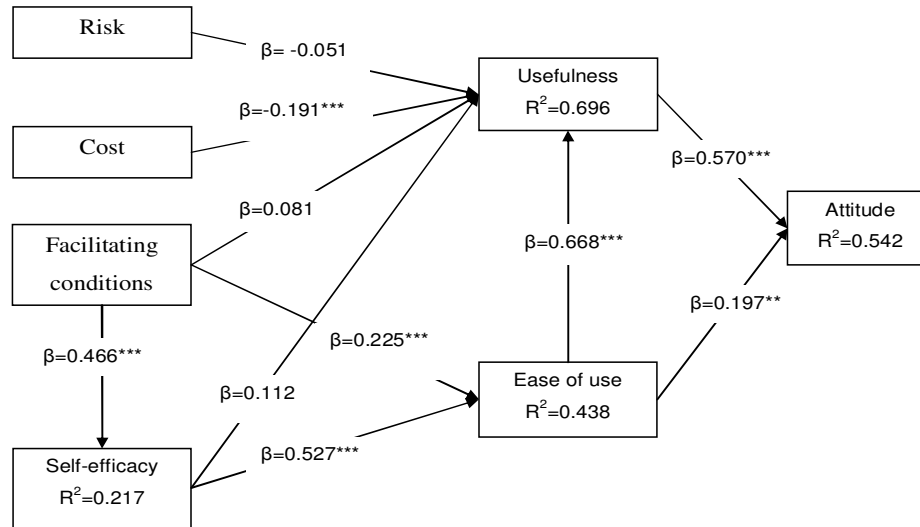 Risk
β= -0.051
Usefulness
R²=0.696
β=-0.191***
Cost
β=0.570***
β=0.081
Attitude
R²=0.542
Facilitating
conditions
β=0.668***
β=0.197**
β=0.225***
β=0.466***
Ease of use
R²=0.438
β=0.112
β=0.527***
Self-efficacy
R²=0.217